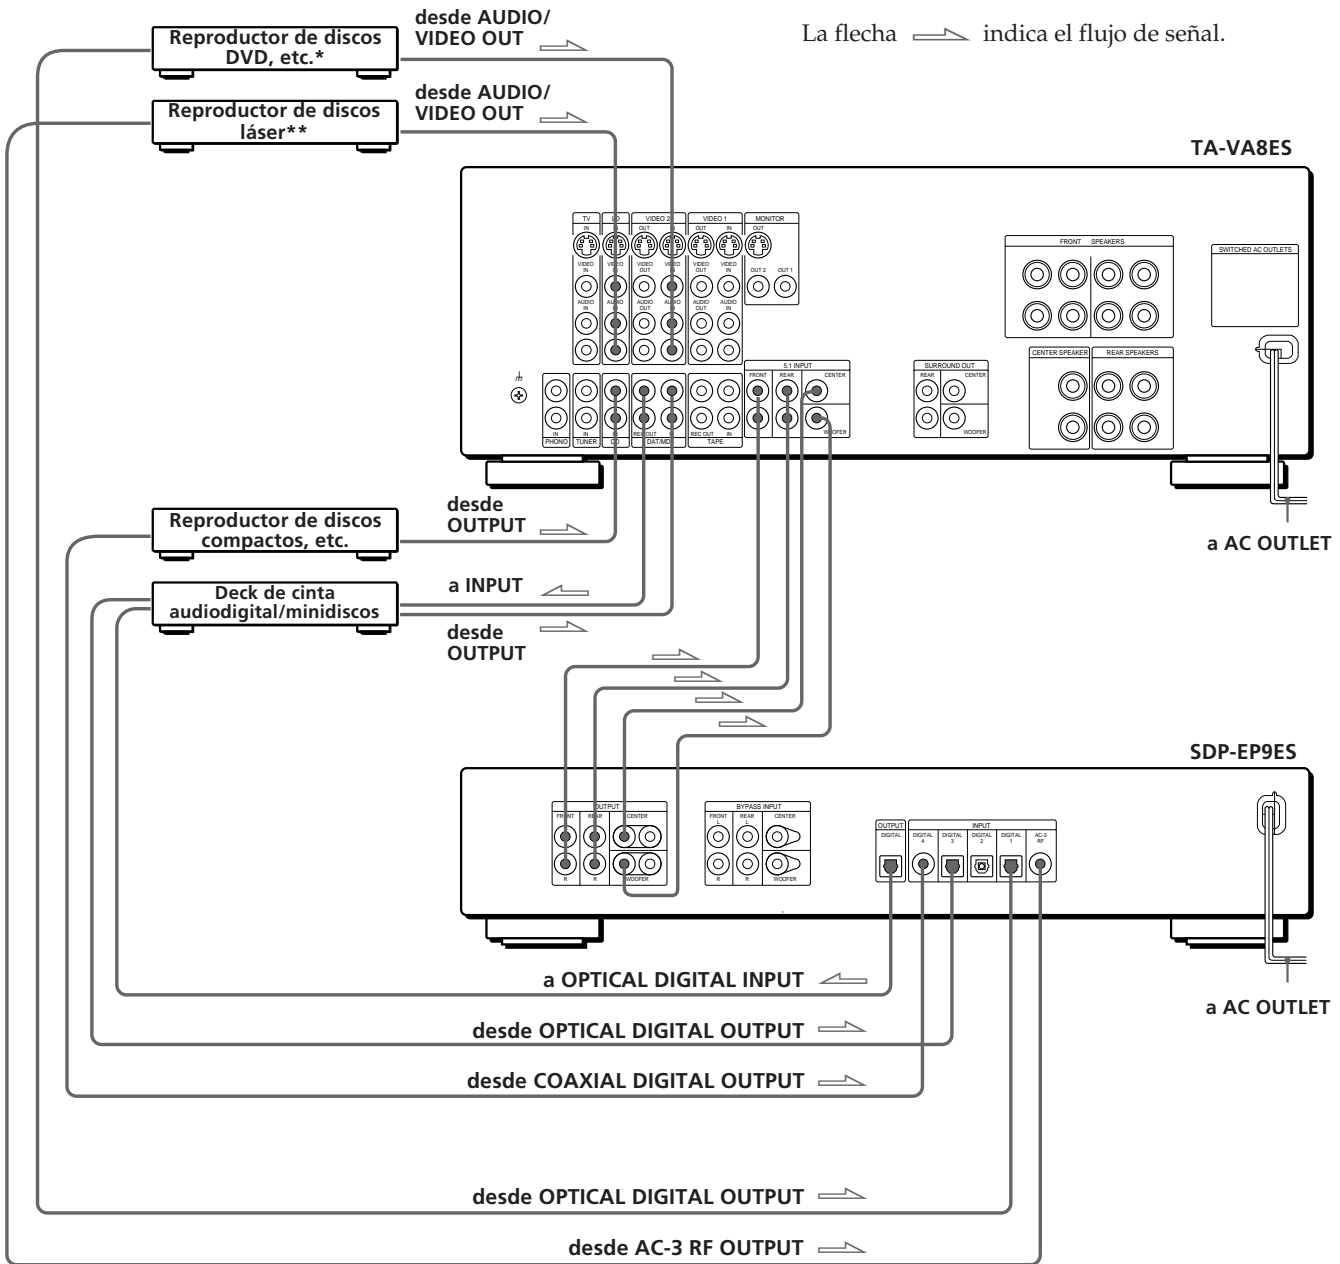 desde AUDIO/
VIDEO OUT
La flecha indica el flujo de señal.
Reproductor de discos
DVD, etc.*
desde AUDIO/
VIDEO OUT
Reproductor de discos
láser**
TA-VA8ES
TV LD VIDEO 2 VIDEO 1 MONITOR
IN IN OUT IN OUT IN OUT
VIDEO IN VIDEO IN VIDEO OUT VIDEO OUT VIDEO IN
OUT 2 OUT 1
AUDIO IN AUDIO IN AUDIO OUT AUDIO IN AUDIO OUT AUDIO IN
FRONT SPEAKERS
SWITCHED AC OUTLETS
5.1 INPUT
FRONT REAR CENTER
WOOFER
SURROUND OUT
REAR CENTER
WOOFER
CENTER SPEAKER REAR SPEAKERS
IN IN IN REC OUT REC OUT IN
PHONO TUNER CD DAT/MD TAPE
a AC OUTLET
desde
OUTPUT
Reproductor de discos
compactos, etc.
a INPUT
Deck de cinta
audiodigital/minidiscos
desde
OUTPUT
SDP-EP9ES
OUTPUT
FRONT REAR CENTER
R R WOOFER
BYPASS INPUT
FRONT REAR CENTER
L L
R R WOOFER
OUTPUT INPUT
DIGITAL DIGITAL 4 DIGITAL 3 DIGITAL 2 DIGITAL 1 AC-3 RF
a AC OUTLET
a OPTICAL DIGITAL INPUT
desde OPTICAL DIGITAL OUTPUT
desde COAXIAL DIGITAL OUTPUT
desde OPTICAL DIGITAL OUTPUT
desde AC-3 RF OUTPUT